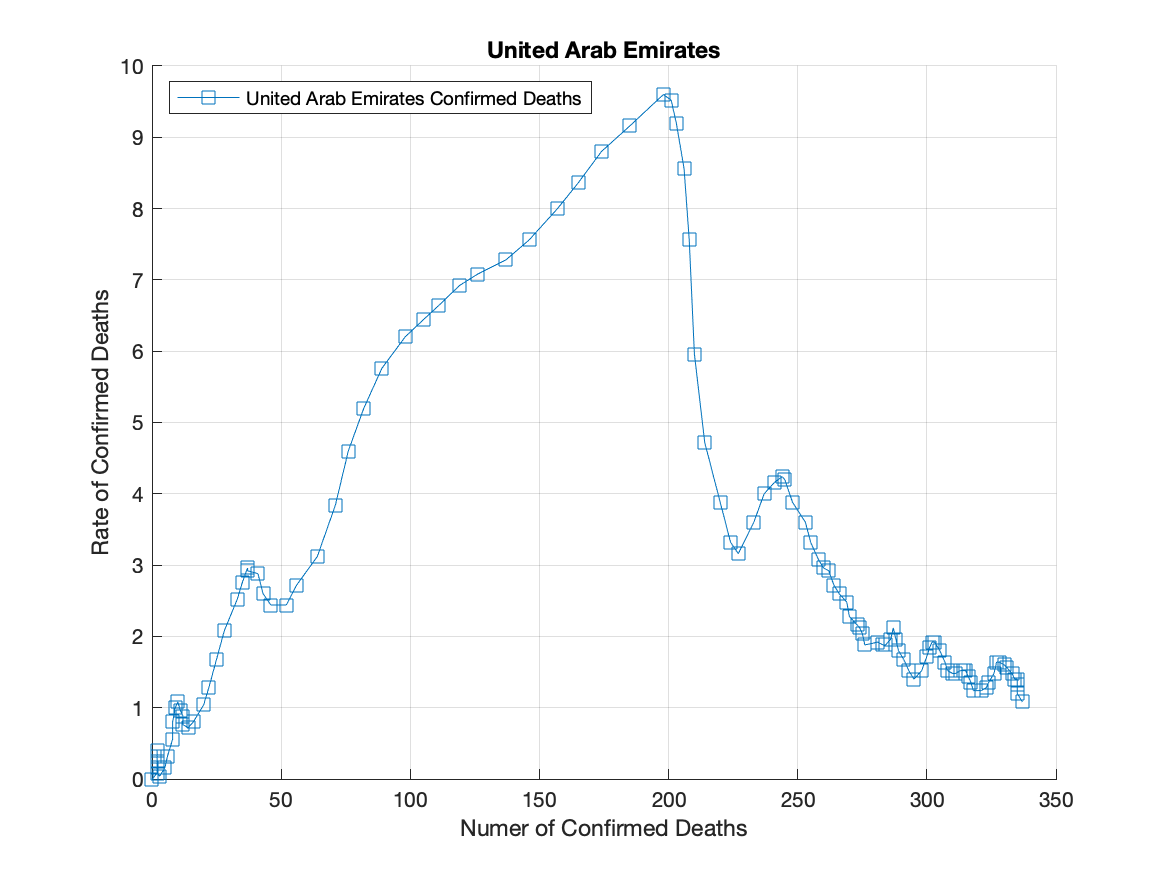 United Arab Emirates
United Arab Emirates Confirmed Deaths
Rate of Confirmed Deaths
10
9
8
7
6
5
4
3
2
1
0
0 50 100 150 200 250 300 350
Numer of Confirmed Deaths